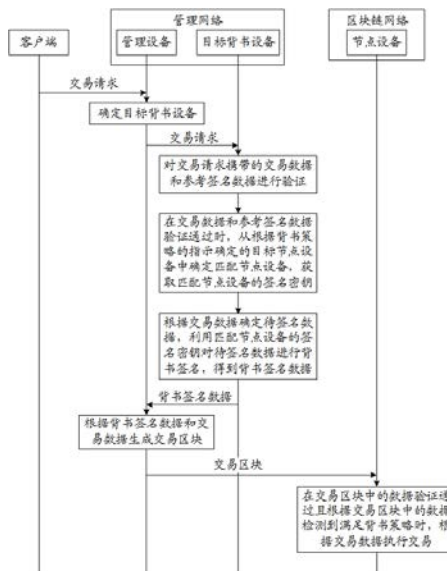 管理网络
区块链网络
客户端
管理设备
目标背书设备
节点设备
交易请求
确定目标背书设备
交易请求
对交易请求携带的交易数据
和参考签名数据进行验证
在交易数据和参考签名数据
验证通过时，从根据背书策
略的指示确定的目标节点设
备中确定匹配节点设备，获
取匹配节点设备的签名密钥
根据交易数据确定待签名数
据，利用匹配节点设备的签
名密钥对待签名数据进行背
书签名，得到背书签名数据
背书签名数据
根据背书签名数据和交
易数据生成交易区块
交易区块
在交易区块中的数据验证通
过且根据交易区块中的数据
检测到满足背书策略时，根
据交易数据执行交易